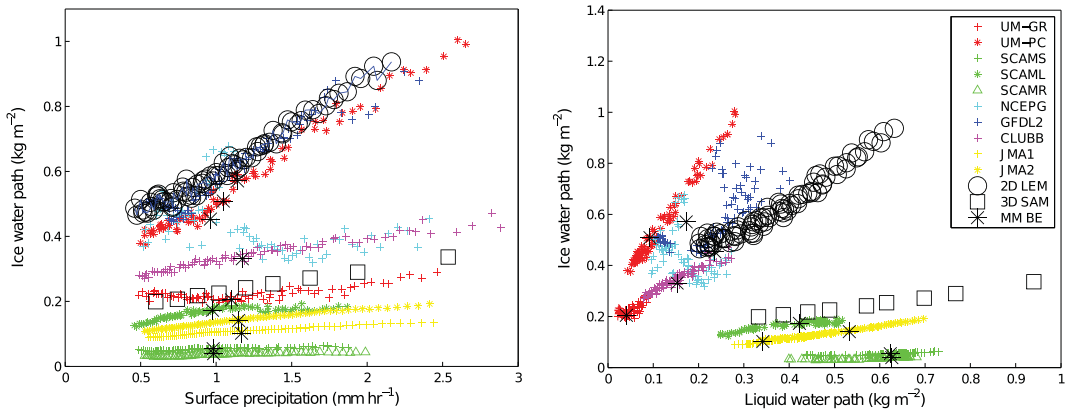 1
0.8
0.6
0.4
0.2
0
Ice water path (kg m−2)
0 0.5 1 1.5 2 2.5 3
Surface precipitation (mm hr−1)
1.4
1.2
1
0.8
0.6
0.4
0.2
0
Ice water path (kg m−2)
0 0.1 0.2 0.3 0.4 0.5 0.6 0.7 0.8 0.9 1
Liquid water path (kg m−2)
UM−GR
UM−PC
SCAMS
SCAML
SCAMR
NCEPG
GFDL2
CLUBB
JMA1
JMA2
2D LEM
3D SAM
MM BE